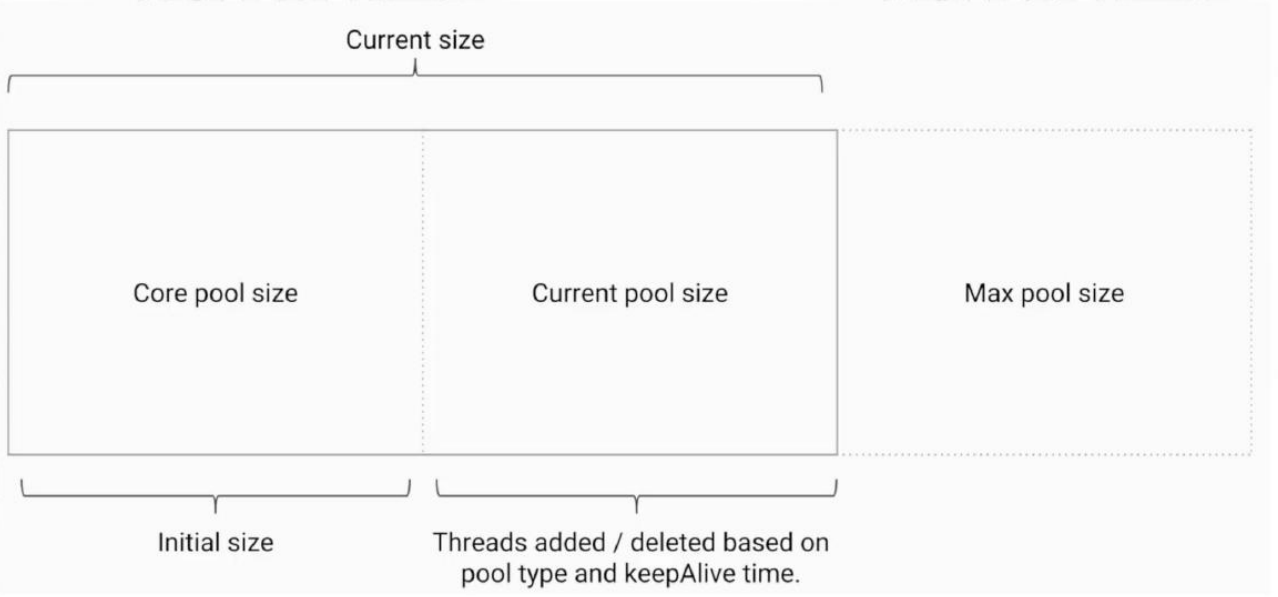 Current size
Core pool size
Current pool size
Max pool size
Initial size
Threads added / deleted based on
pool type and keepAlive time.